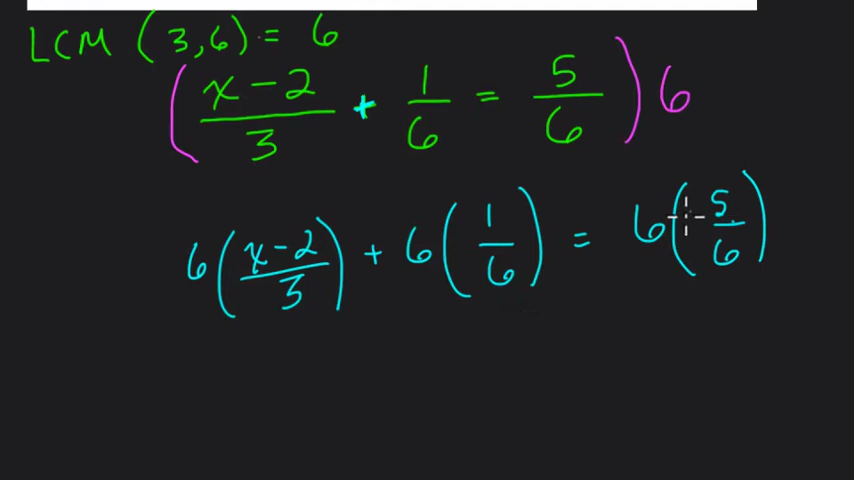 LCM (3,6) = 6
(x-2/3 + 1/6 = 5/6) 6
6(x-2/3) + 6(1/6) = 6(5/6)